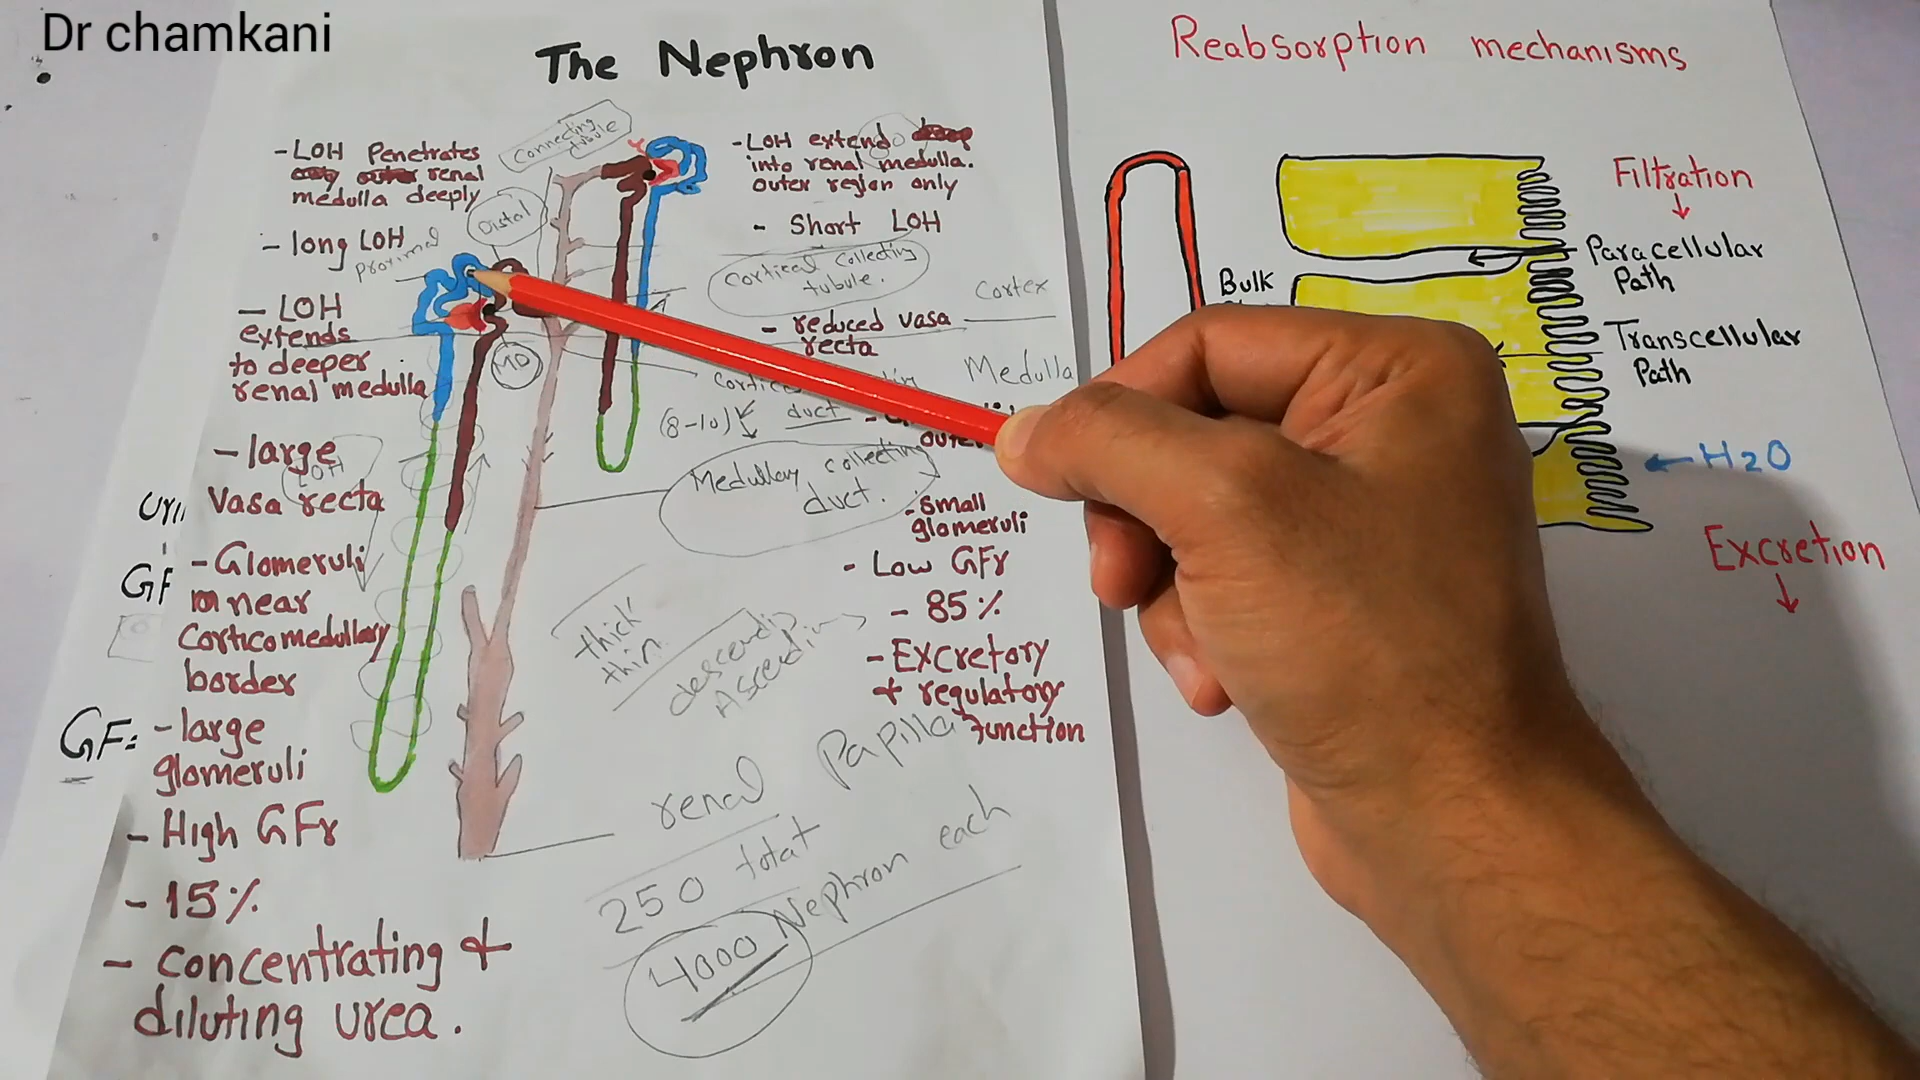 Dr chamkani
The Nephron
Connecting
tubule
- LOH Penetrates
renal
medulla deeply
- long LOH
Proximal
Distal
- LOH
extends
to deeper
renal medulla
MD
- large
Vasa recta
LOH
- Glomeruli
near
Corticomedullary
border
GF
GF=
- large
glomeruli
- High GFr
- 15%
- concentrating +
diluting urea.
- LOH extend
into renal medulla.
outer region only
- Short LOH
Cortical Collecting
tubule.
Cortex
- reduced vasa
recta
Medulla
(8-10)
duct
Medullary collecting
duct.
- Small
glomeruli
- Low GFr
- 85%
- Excretory
+ regulatory
function
thick
thin
renal Papilla
250 total
4000 Nephron each
Reabsorption mechanisms
Filtration
Paracellular
Path
Bulk
Transcellular
Path
H2O
Excretion